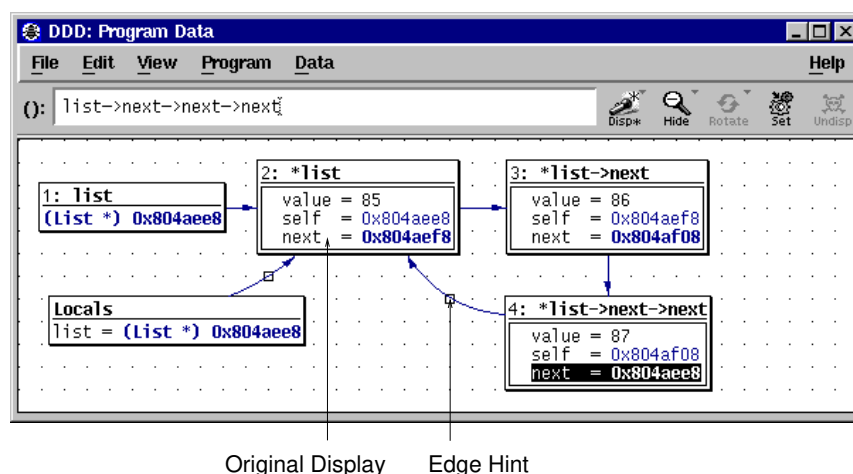 DDD: Program Data
File Edit View Program Data Help
(): list->next->next->next
Disp* Hide Rotate Set Undisp
1: list
(List *) 0x804aee8
2: *list
value = 85
self = 0x804aee8
next = 0x804aef8
3: *list->next
value = 86
self = 0x804aef8
next = 0x804af08
Locals
list = (List *) 0x804aee8
4: *list->next->next
value = 87
self = 0x804af08
next = 0x804aee8
Original Display Edge Hint